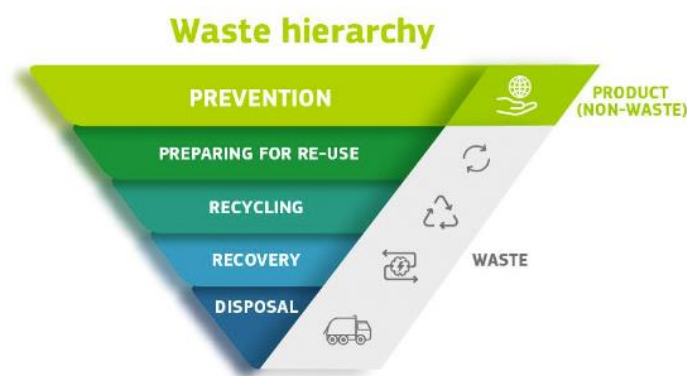 Waste hierarchy
PREVENTION
PRODUCT
(NON-WASTE)
PREPARING FOR RE-USE
RECYCLING
RECOVERY
WASTE
DISPOSAL